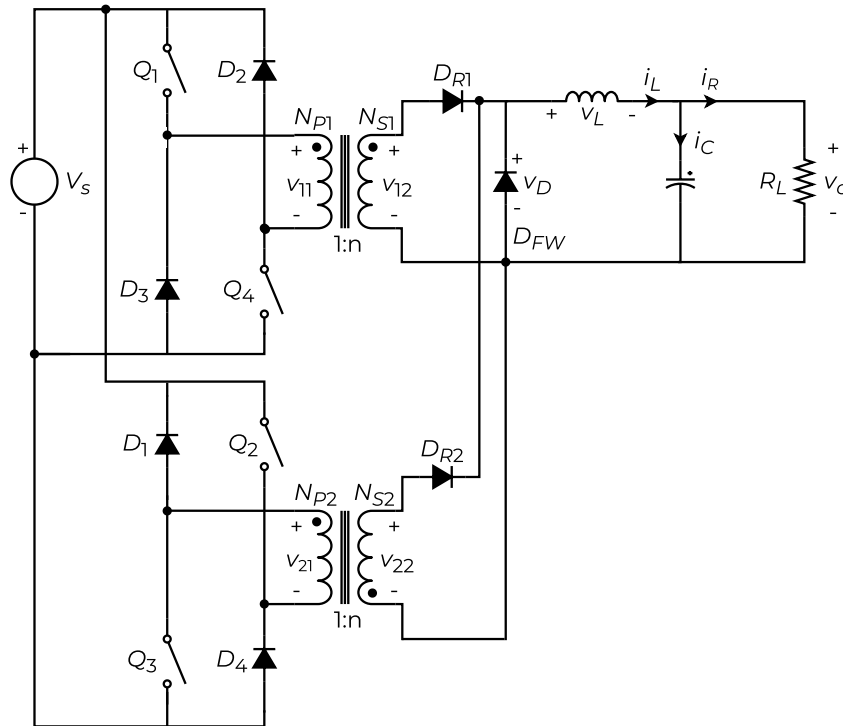 Q1
D2
DR1
iL
iR
NP1
NS1
+
vL
-
iC
+
Vs
-
+
v11
-
+
v12
-
+
vD
-
RL
+
vo
-
1:n
DFW
D3
Q4
D1
Q2
DR2
NP2
NS2
+
v21
-
+
v22
-
1:n
Q3
D4